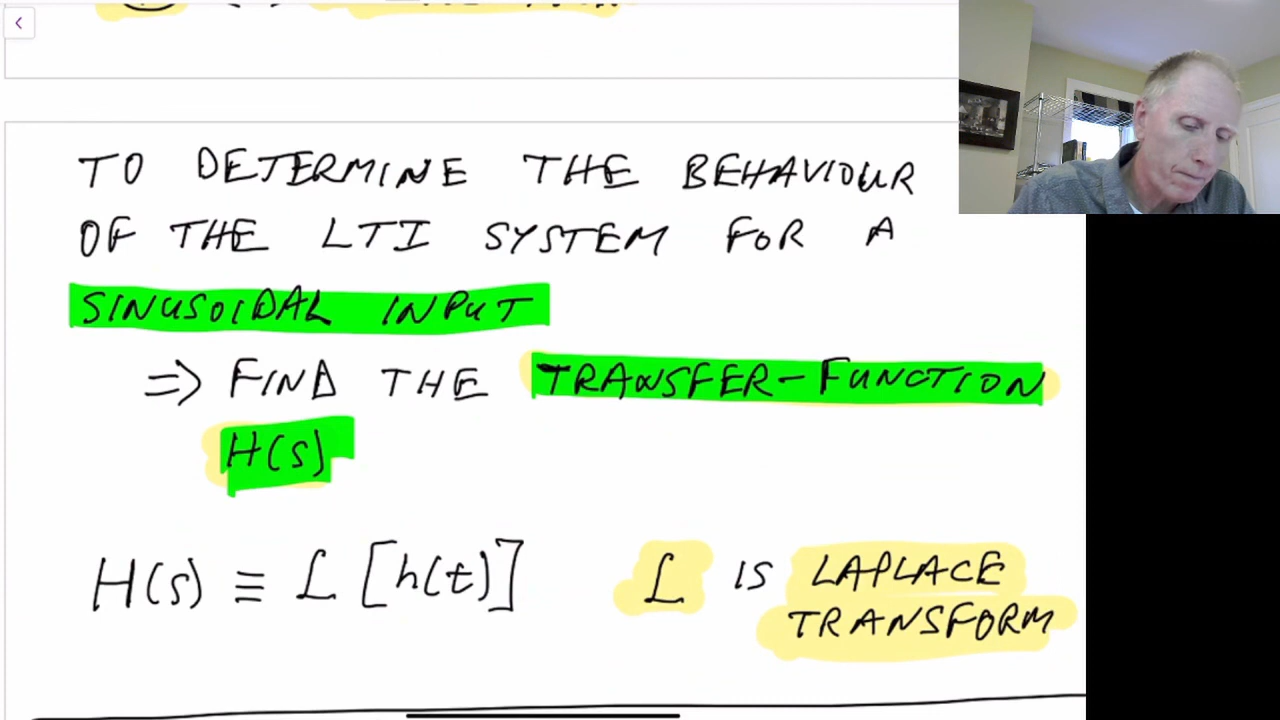 TO DETERMINE THE BEHAVIOUR
OF THE LTI SYSTEM FOR A
SINUSOIDAL INPUT
⇒ FIND THE TRANSFER-FUNCTION
H(s)
H(s) ≡ ℒ [h(t)]
ℒ IS LAPLACE
TRANSFORM